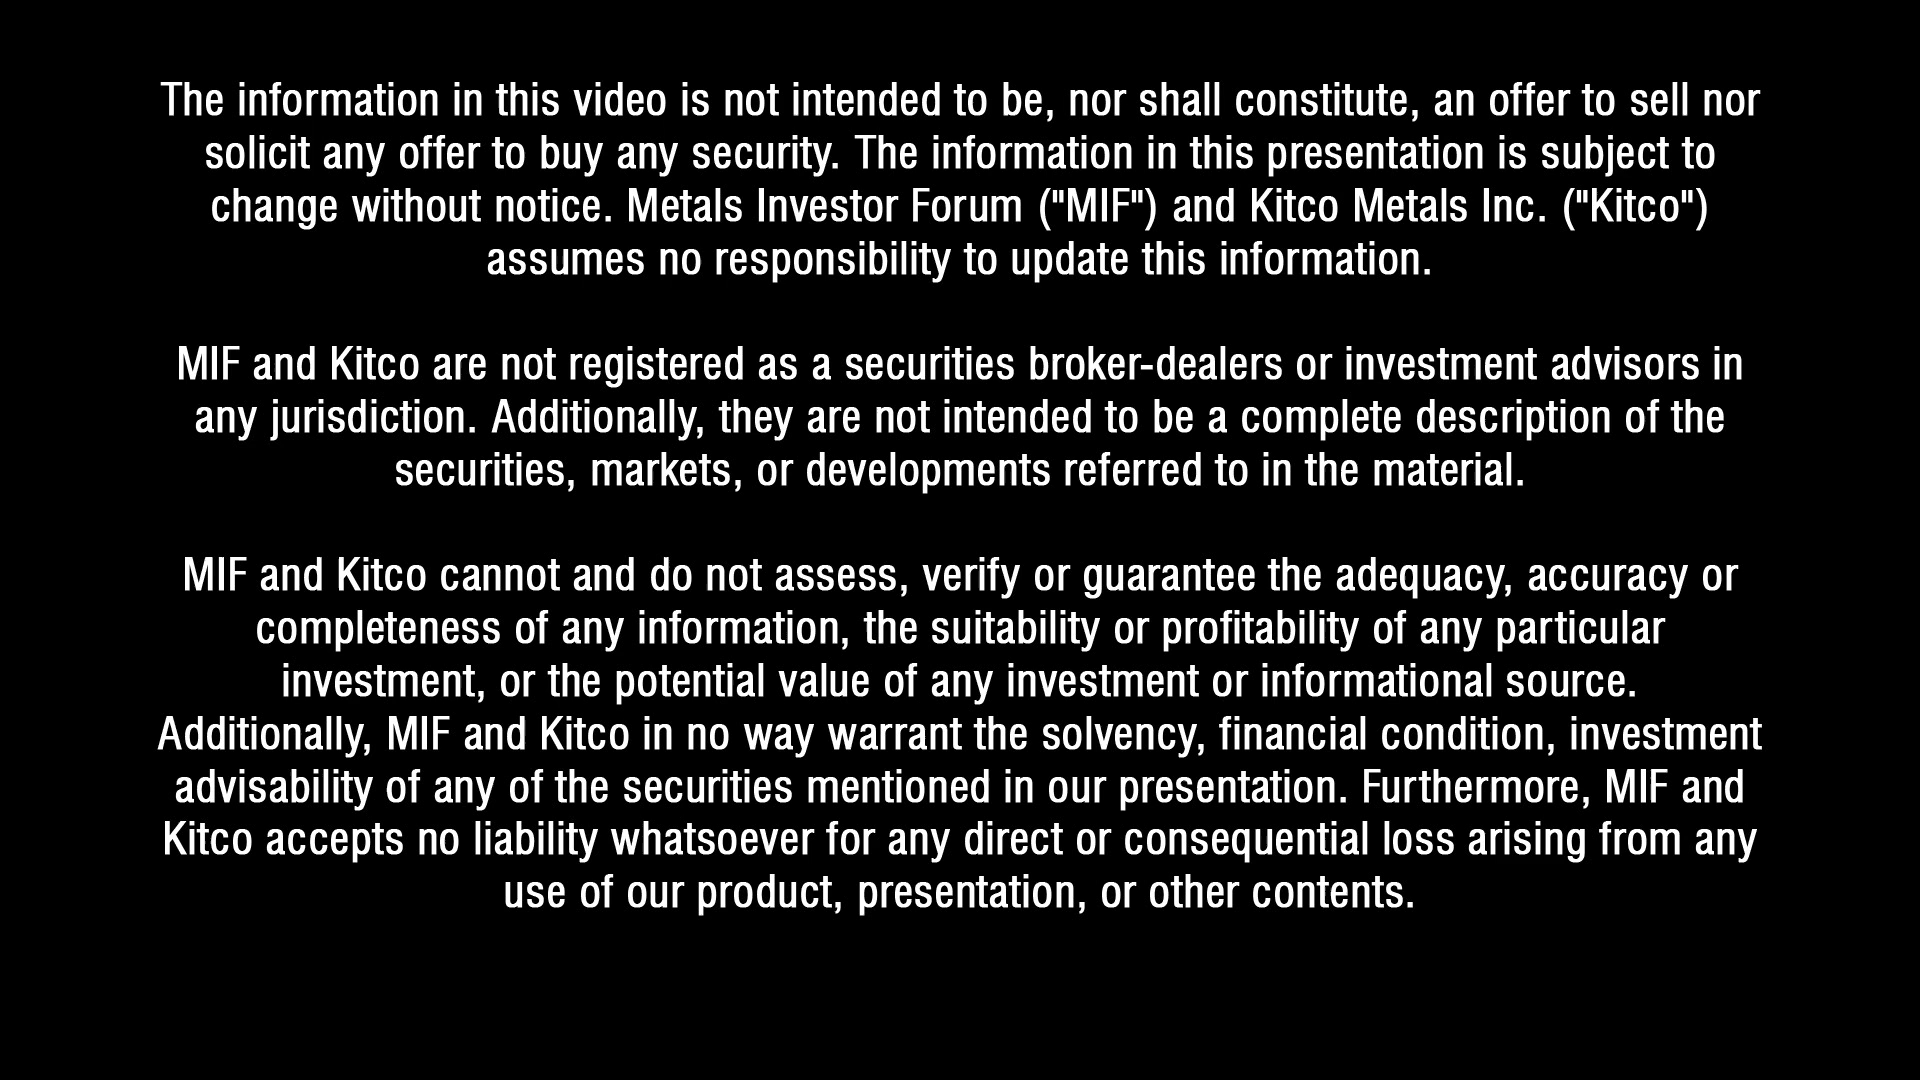 The information in this video is not intended to be, nor shall constitute, an offer to sell nor
solicit any offer to buy any security. The information in this presentation is subject to
change without notice. Metals Investor Forum ("MIF") and Kitco Metals Inc. ("Kitco")
assumes no responsibility to update this information.
MIF and Kitco are not registered as a securities broker-dealers or investment advisors in
any jurisdiction. Additionally, they are not intended to be a complete description of the
securities, markets, or developments referred to in the material.
MIF and Kitco cannot and do not assess, verify or guarantee the adequacy, accuracy or
completeness of any information, the suitability or profitability of any particular
investment, or the potential value of any investment or informational source.
Additionally, MIF and Kitco in no way warrant the solvency, financial condition, investment
advisability of any of the securities mentioned in our presentation. Furthermore, MIF and
Kitco accepts no liability whatsoever for any direct or consequential loss arising from any
use of our product, presentation, or other contents.